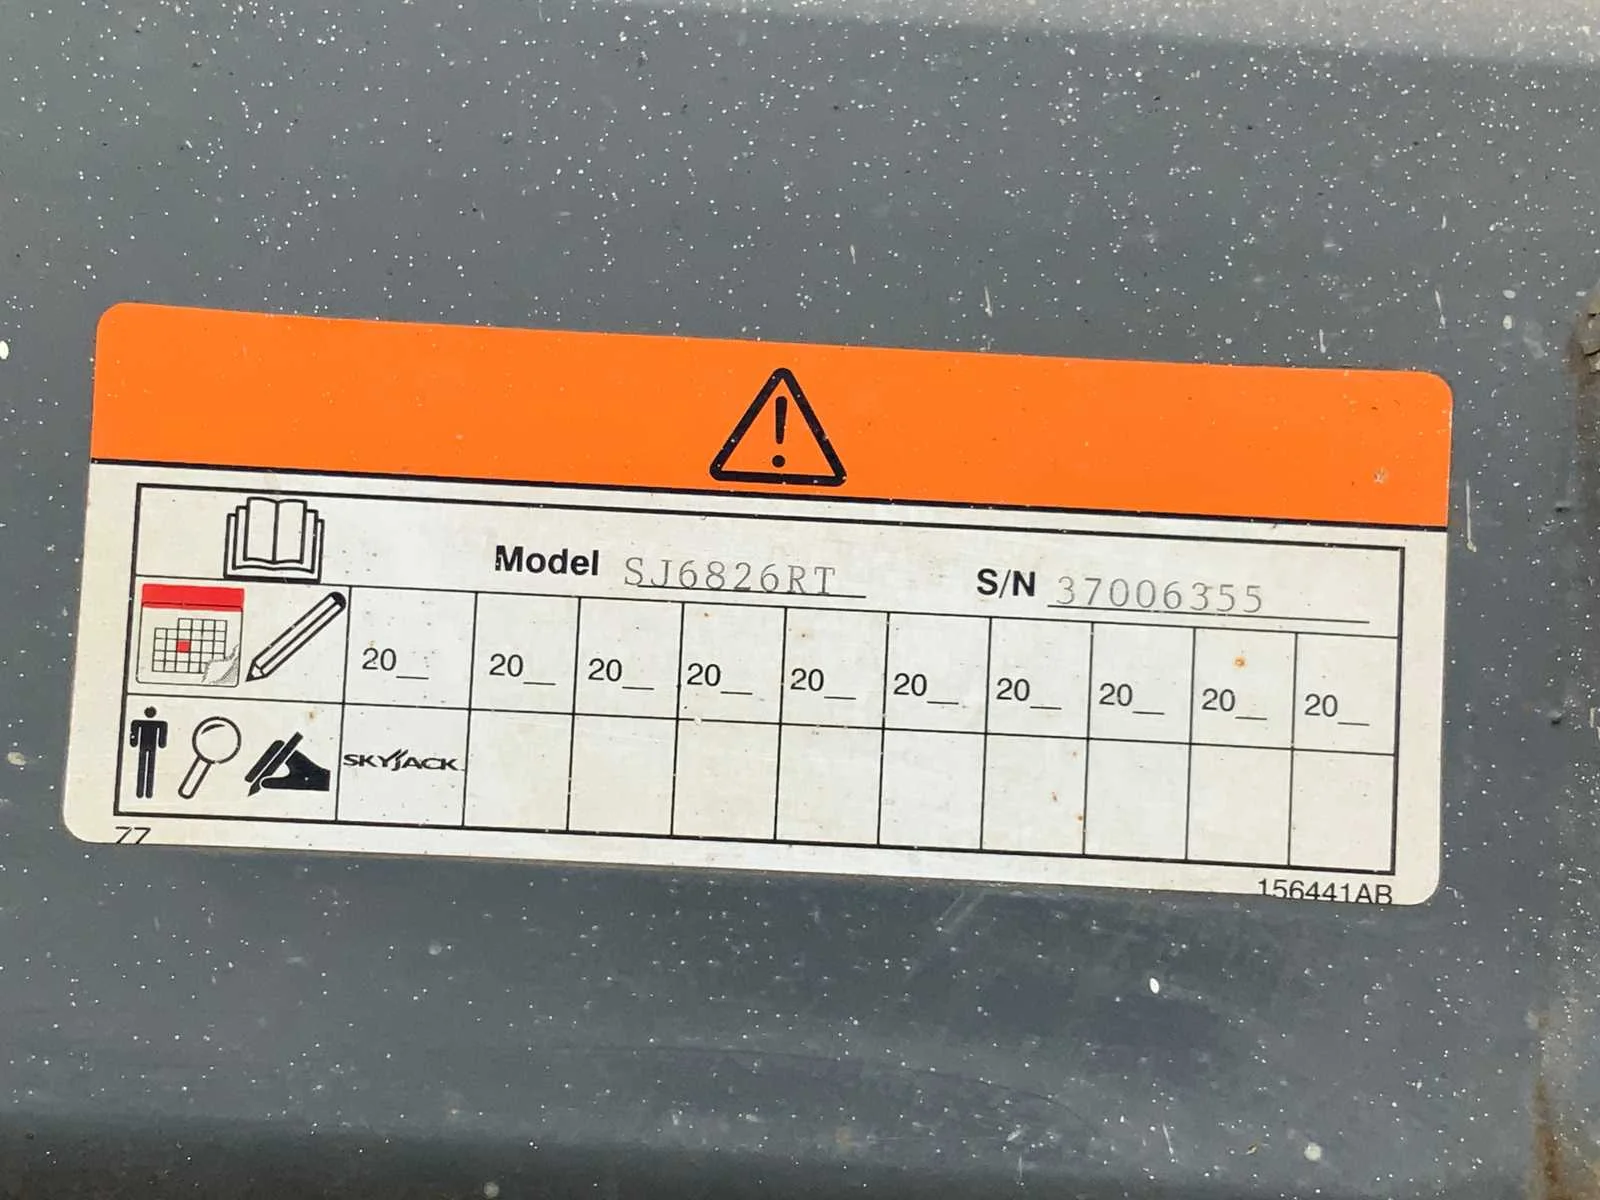 Model SJ6826RT S/N 37006355
20__ 20__ 20__ 20__ 20__ 20__ 20__ 20__ 20__ 20__
SKYJACK
77
156441AB